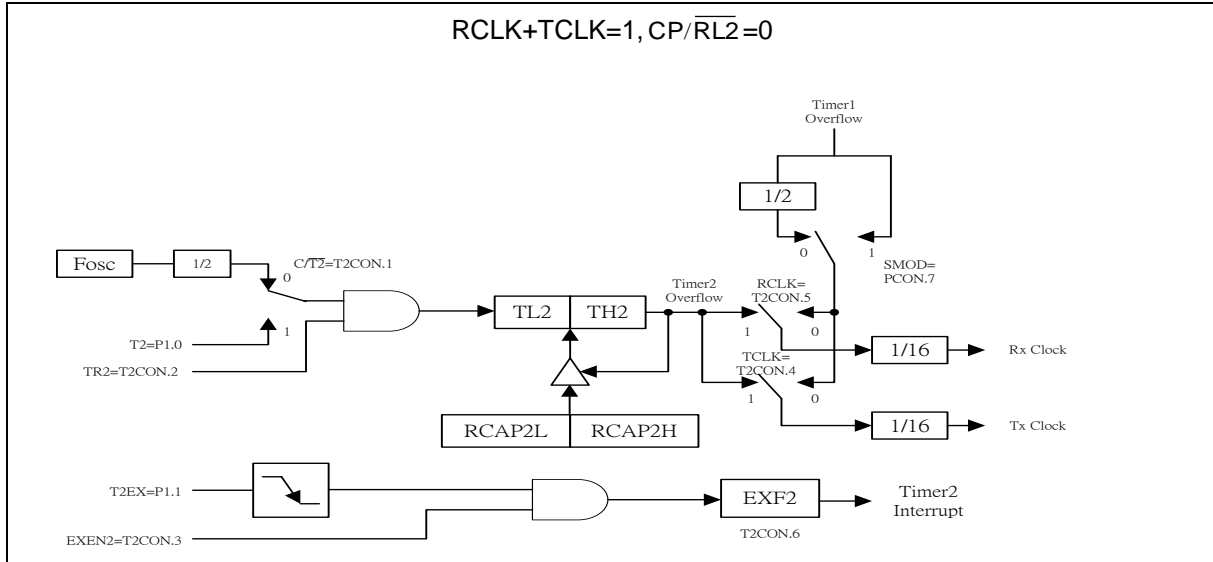 RCLK+TCLK=1, CP/R̅L̅2̅=0
Timer1
Overflow
1/2
0
1
SMOD=
PCON.7
Fosc
1/2
C/T̅2̅=T2CON.1
0
1
T2=P1.0
TR2=T2CON.2
TL2
TH2
Timer2
Overflow
RCLK=
T2CON.5
1
0
1/16
Rx Clock
TCLK=
T2CON.4
1
0
1/16
Tx Clock
RCAP2L
RCAP2H
T2EX=P1.1
EXEN2=T2CON.3
EXF2
T2CON.6
Timer2
Interrupt